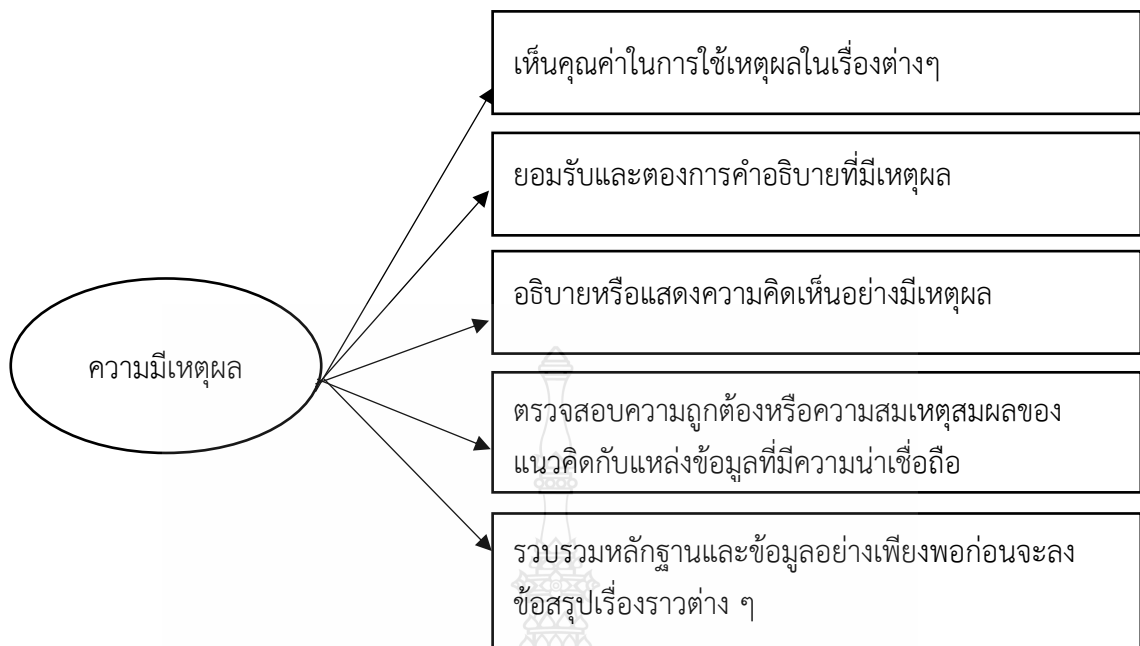 เห็นคุณค่าในการใช้เหตุผลในเรื่องต่างๆ
ยอมรับและตองการคำอธิบายที่มีเหตุผล
อธิบายหรือแสดงความคิดเห็นอย่างมีเหตุผล
ความมีเหตุผล
ตรวจสอบความถูกต้องหรือความสมเหตุสมผลของ
แนวคิดกับแหล่งข้อมูลที่มีความน่าเชื่อถือ
รวบรวมหลักฐานและข้อมูลอย่างเพียงพอก่อนจะลง
ข้อสรุปเรื่องราวต่าง ๆ